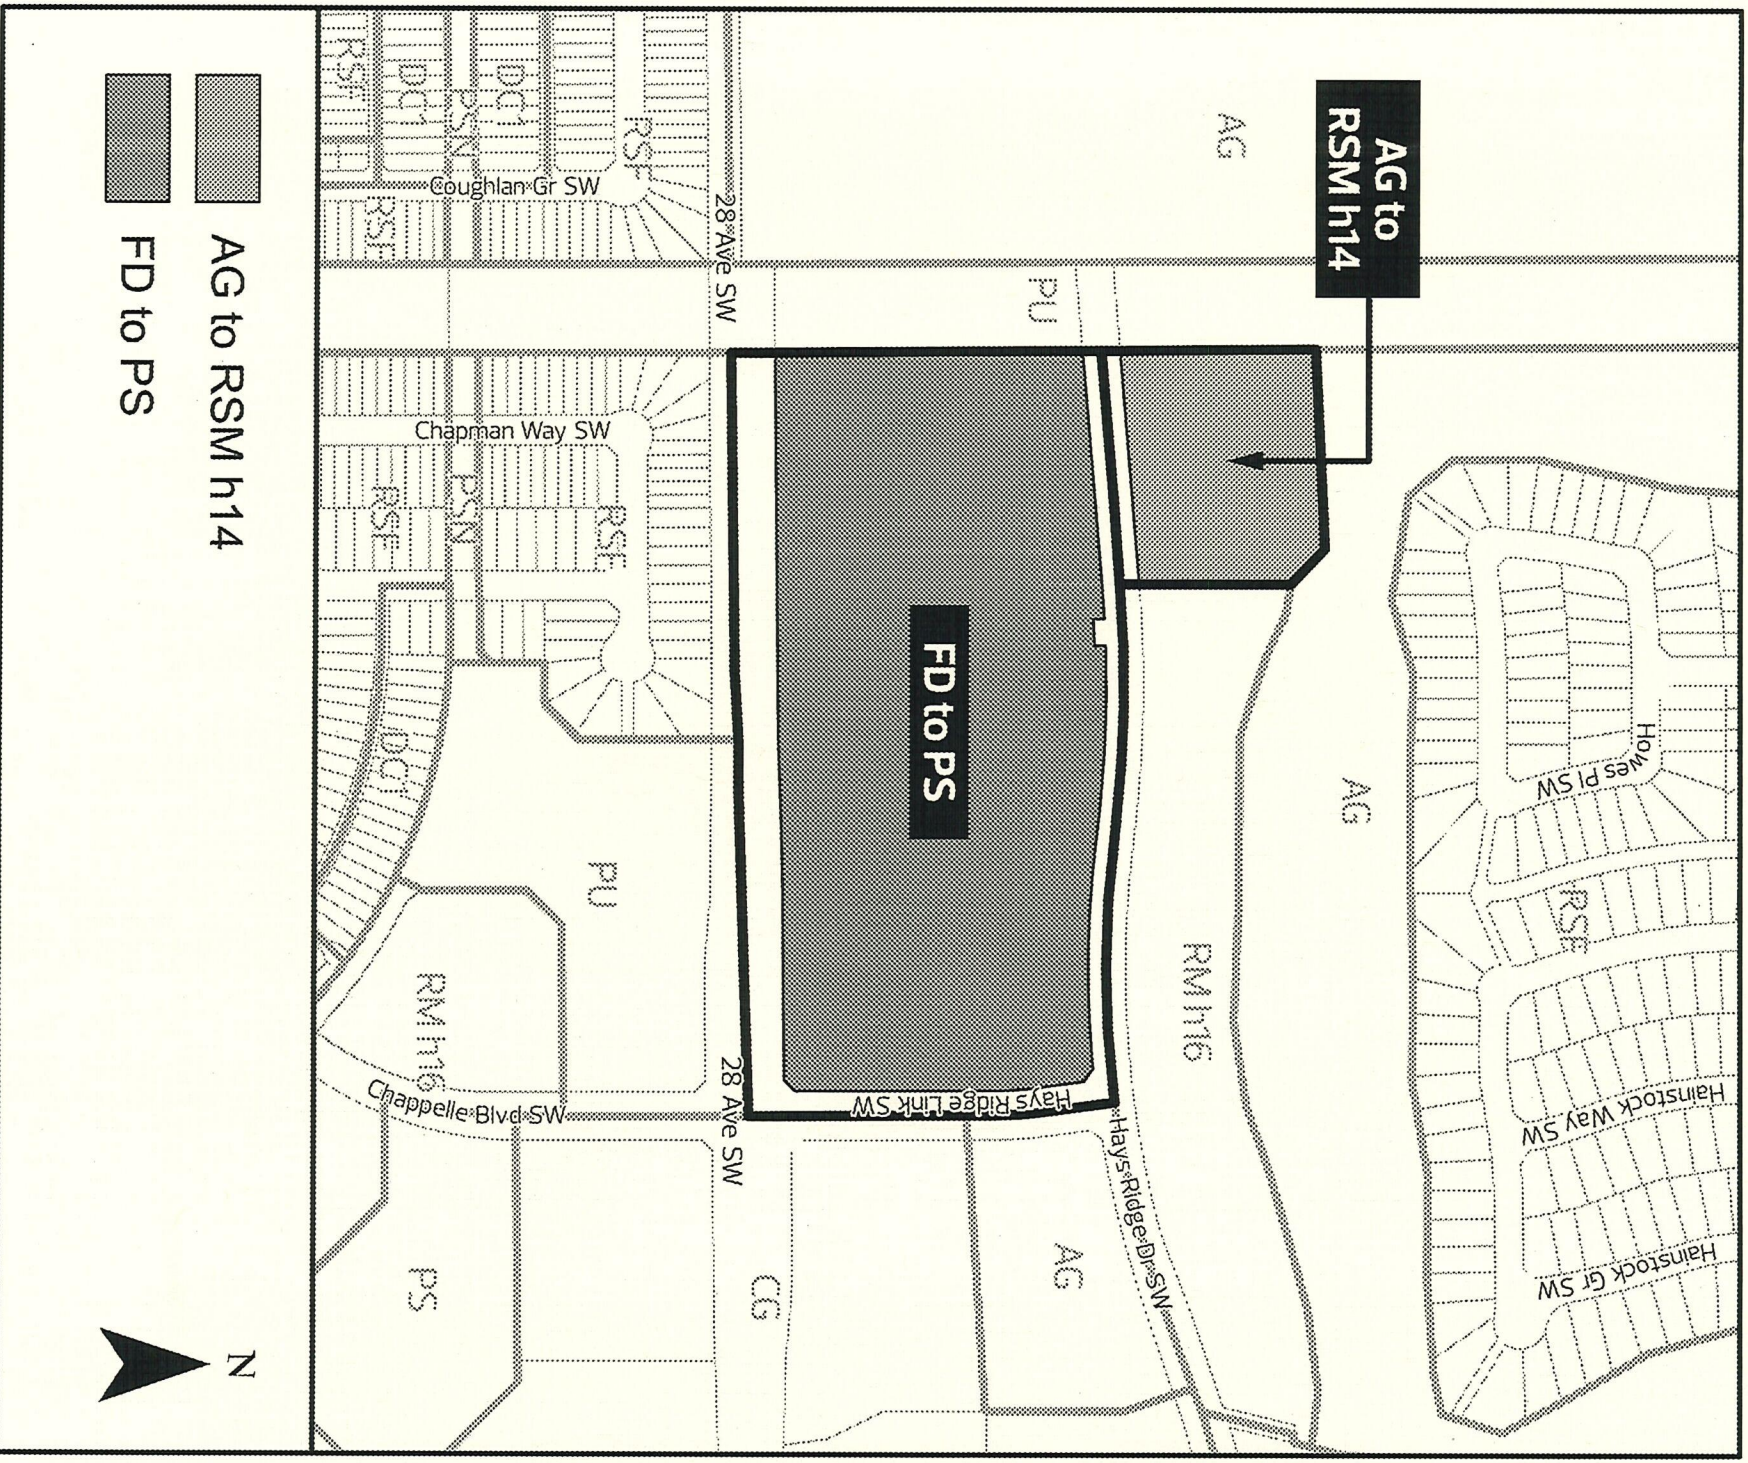 AG to
RSM h14
AG
AG
PU
Howes Pl SW
RSF
Hainstock Way SW
Hainstock Gr SW
RM h16
FD to PS
Hays Ridge Link SW
Hays Ridge Dr SW
AG
CG
28 Ave SW
28 Ave SW
RSF
DC1
PSN
DC1
RSF
Coughlan Gr SW
RSF
Chapman Way SW
RSF
PSN
RSF
DC1
PU
RM h16
Chappelle Blvd SW
PS
AG to RSM h14
FD to PS
N